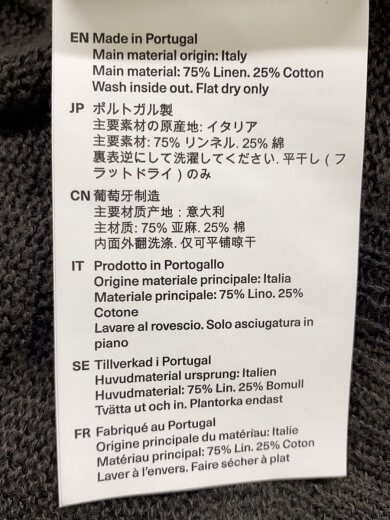 EN Made in Portugal
Main material origin: Italy
Main material: 75% Linen. 25% Cotton
Wash inside out. Flat dry only
JP ポルトガル製
主要素材の原産地: イタリア
主要素材: 75% リンネル. 25% 綿
裏表逆にして洗濯してください. 平干し (フ
ラットドライ) のみ
CN 葡萄牙制造
主要材质产地：意大利
主材质: 75% 亚麻. 25% 棉
内面外翻洗涤. 仅可平铺晾干
IT Prodotto in Portogallo
Origine materiale principale: Italia
Materiale principale: 75% Lino. 25%
Cotone
Lavare al rovescio. Solo asciugatura in
piano
SE Tillverkad i Portugal
Huvudmaterial ursprung: Italien
Huvudmaterial: 75% Lin. 25% Bomull
Tvätta ut och in. Plantorka endast
FR Fabriqué au Portugal
Origine principale du matériau: Italie
Matériau principal: 75% Lin. 25% Coton
Laver à l'envers. Faire sécher à plat